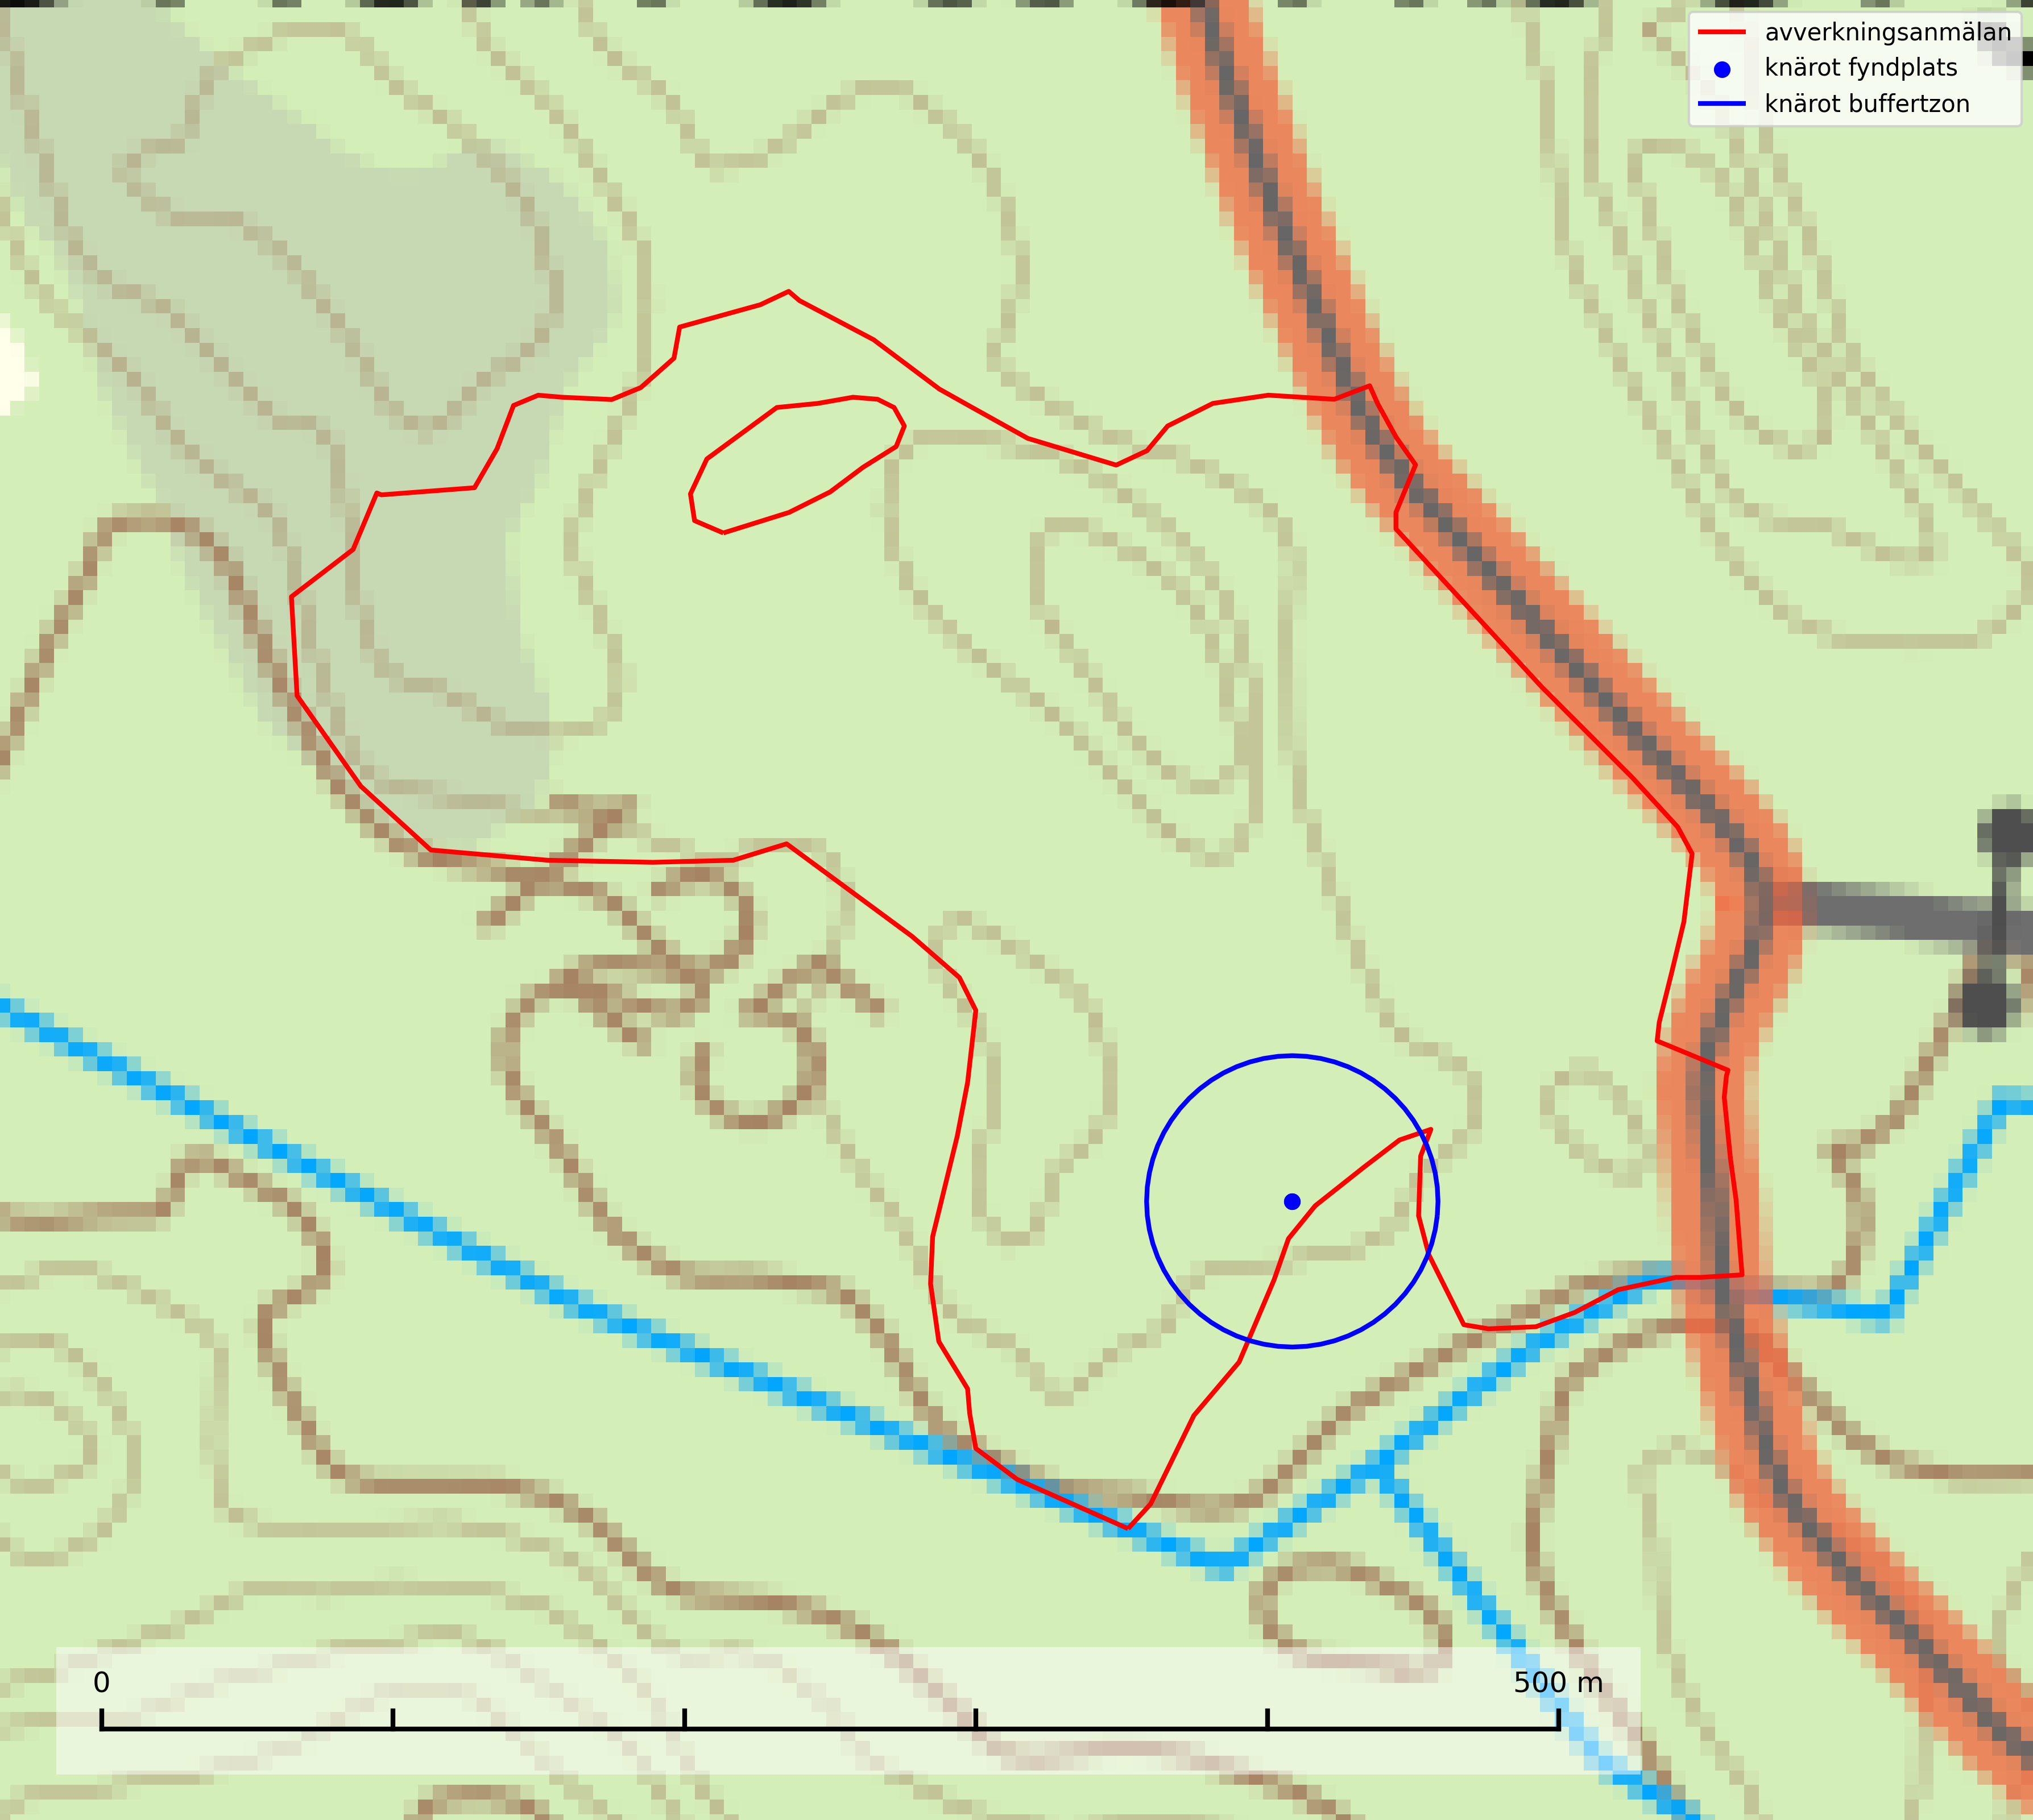 avverkningsanmälan
knärot fyndplats
knärot buffertzon
0
500 m